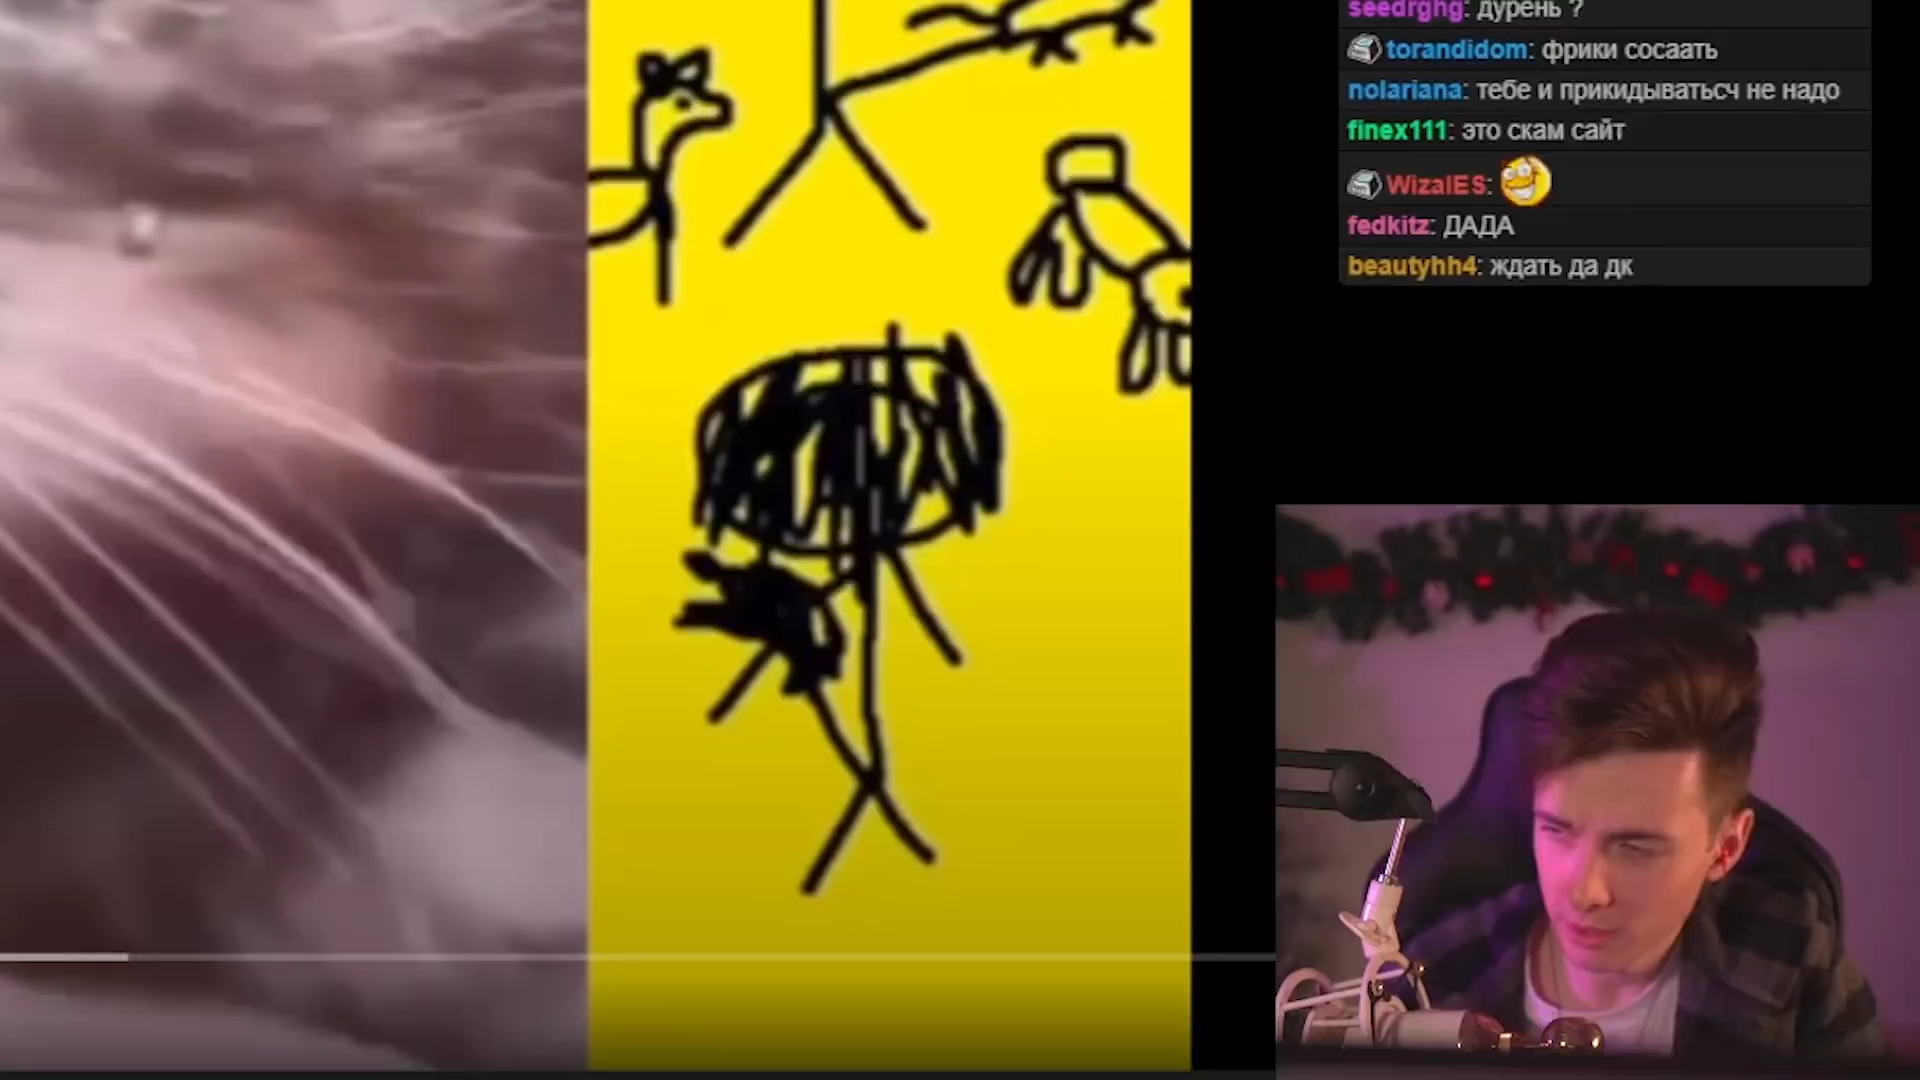 seedrghg: дурень ?
torandidom: фрики сосаать
nolariana: тебе и прикидыватьсч не надо
finex111: это скам сайт
WizalES:
fedkitz: ДАДА
beautyhh4: ждать да дк